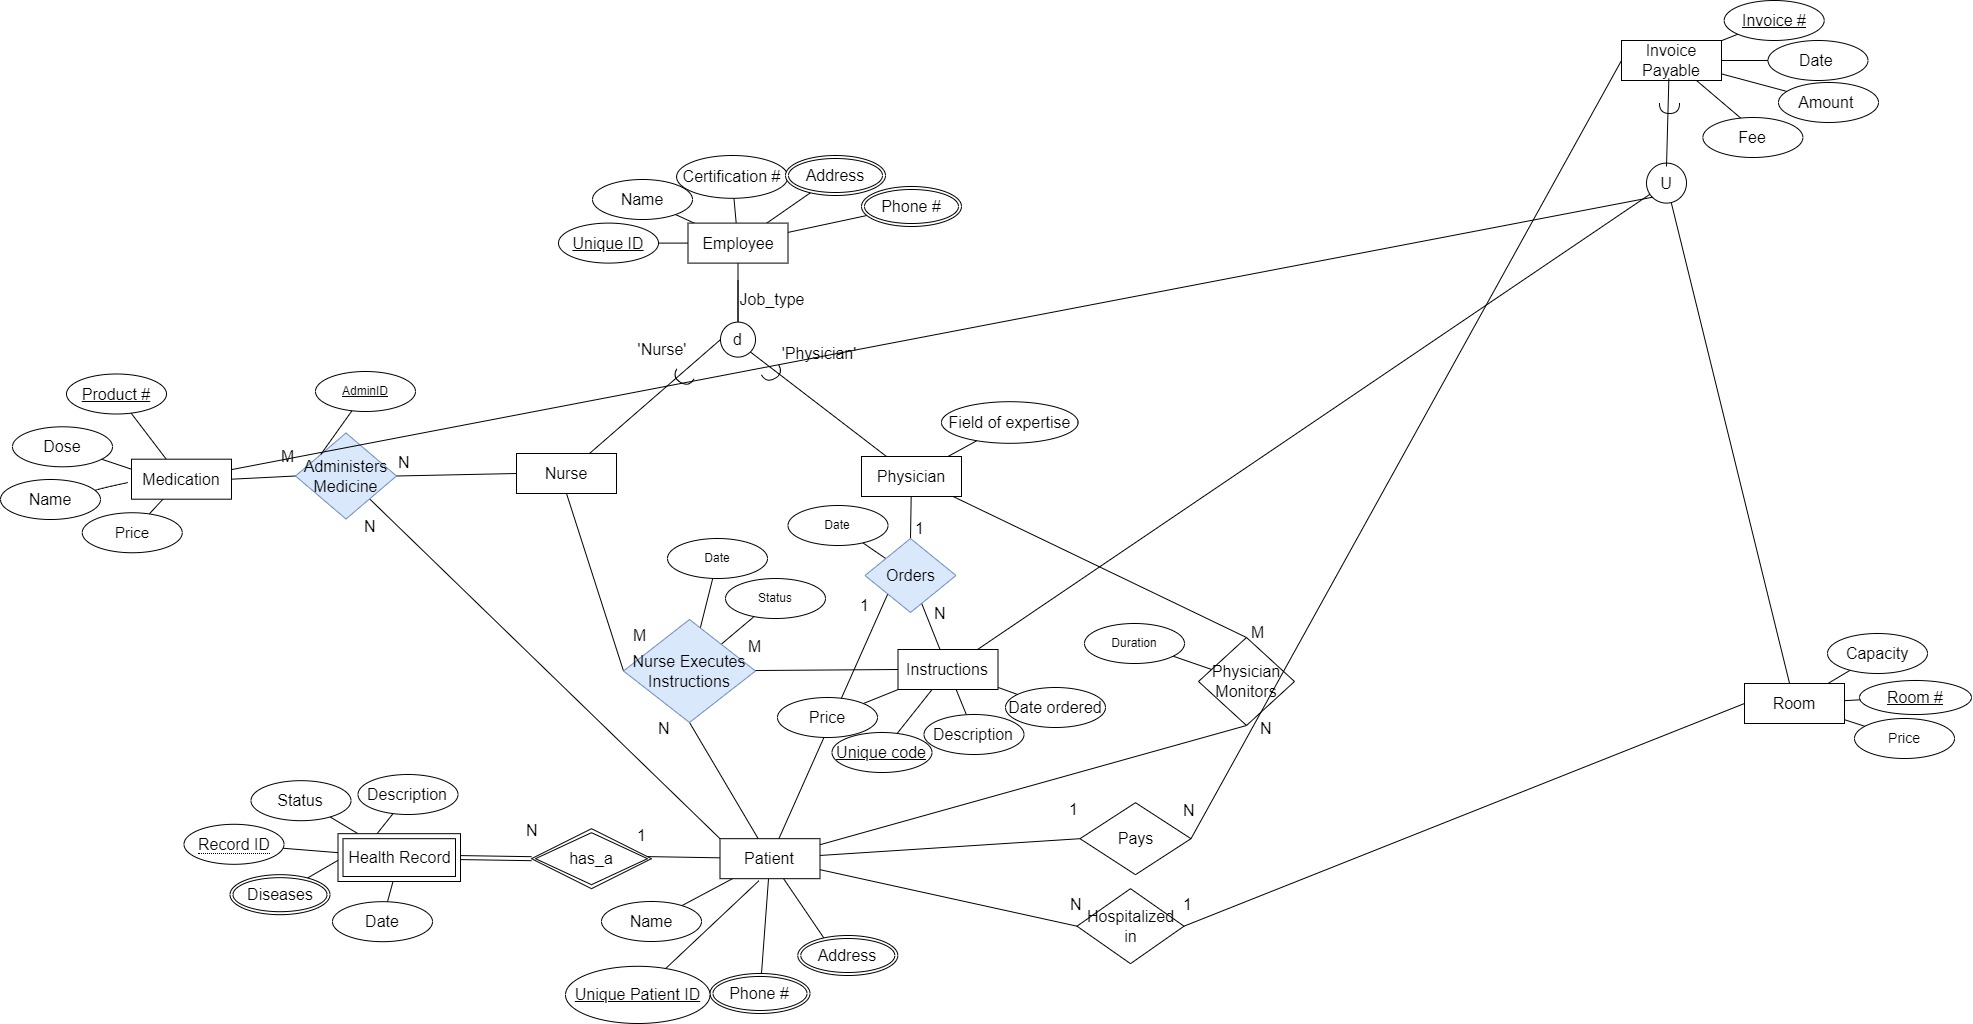 Invoice #
Invoice
Payable
Date
Amount
Fee
Certification #
Address
Name
Phone #
Unique ID
Employee
U
Job_type
d
'Nurse'
'Physician'
Product #
AdminID
Field of expertise
Dose
M
Administers
Medicine
N
Nurse
Physician
Medication
Name
Price
N
Date
1
Date
Orders
Status
1
N
M
M
Duration
M
Nurse Executes
Instructions
Instructions
Physician
Monitors
Capacity
Room
Room #
Price
Price
Date ordered
Unique code
Description
N
N
Status
Description
1
N
Record ID
Health Record
N
has_a
1
Patient
Pays
Diseases
Date
Name
N
Hospitalized
in
1
Address
Unique Patient ID
Phone #